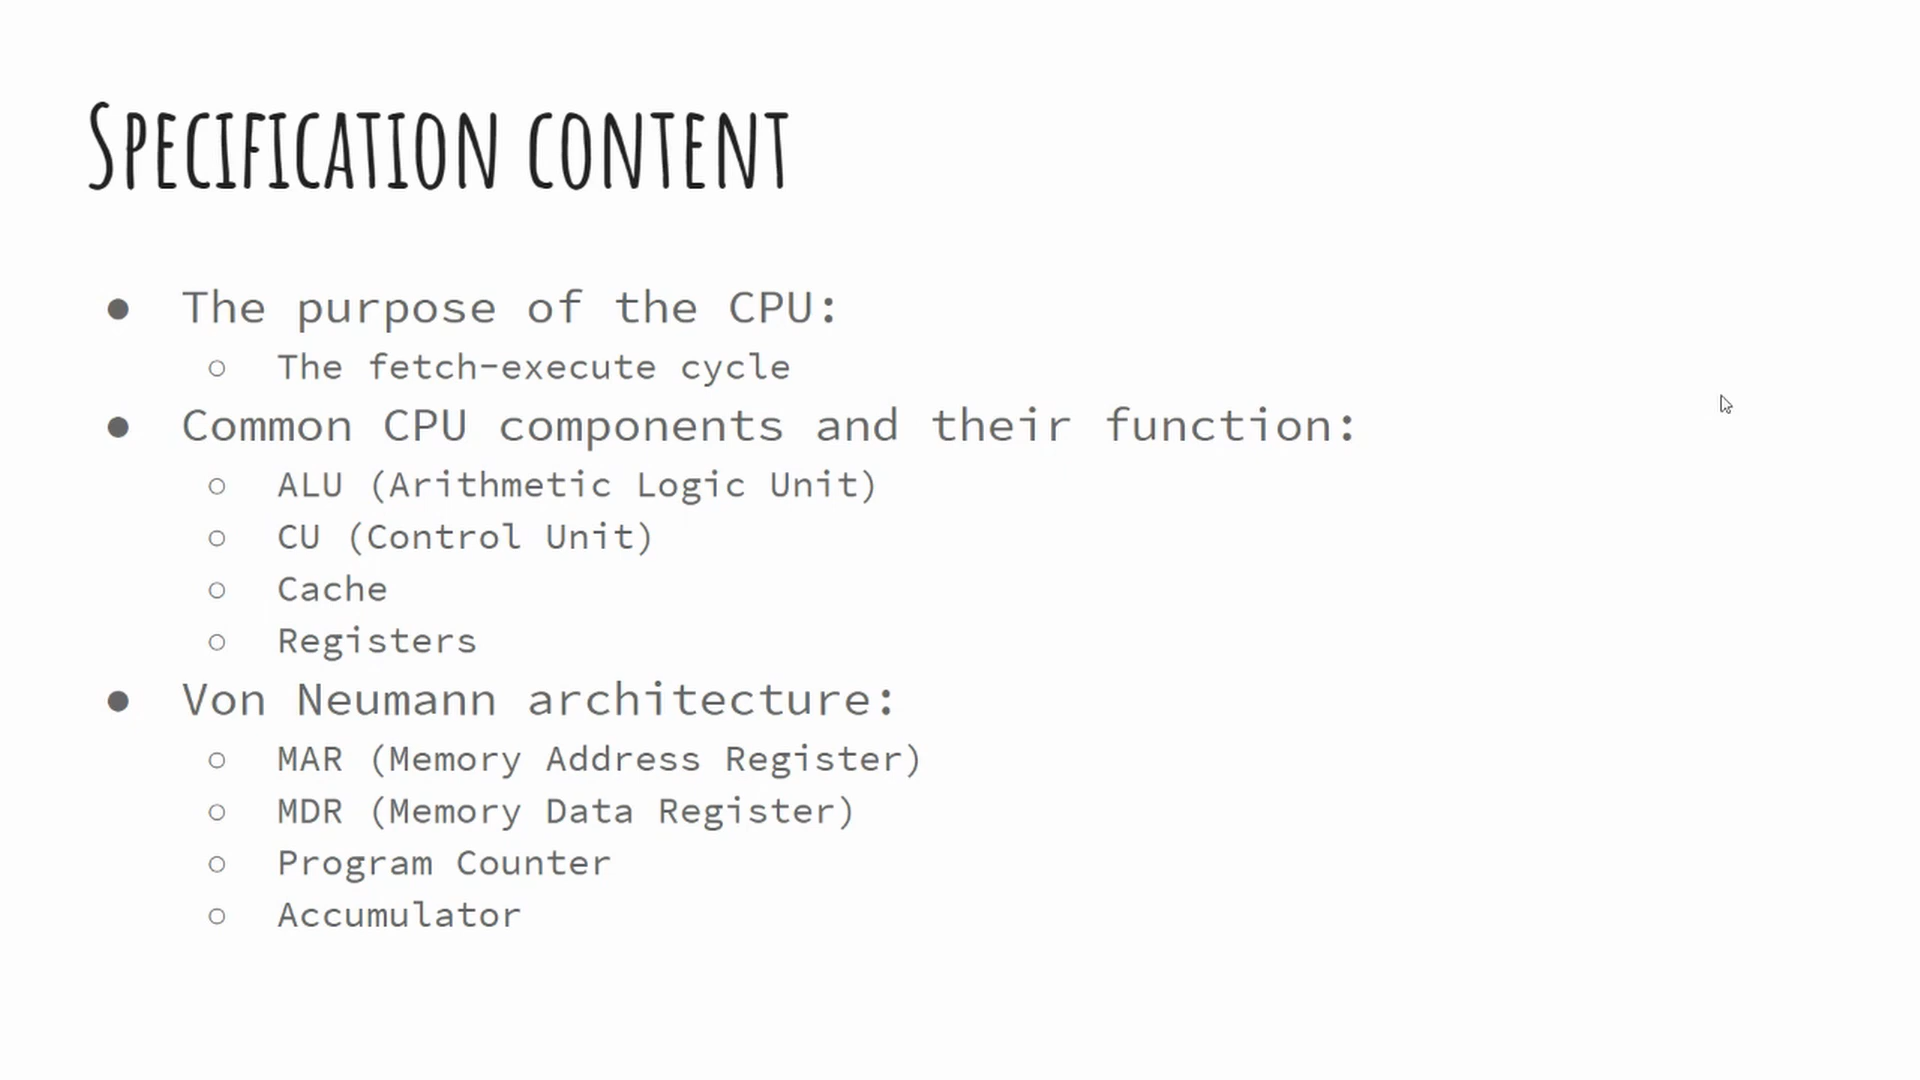 Specification content
● The purpose of the CPU:
○ The fetch-execute cycle
● Common CPU components and their function:
○ ALU (Arithmetic Logic Unit)
○ CU (Control Unit)
○ Cache
○ Registers
● Von Neumann architecture:
○ MAR (Memory Address Register)
○ MDR (Memory Data Register)
○ Program Counter
○ Accumulator